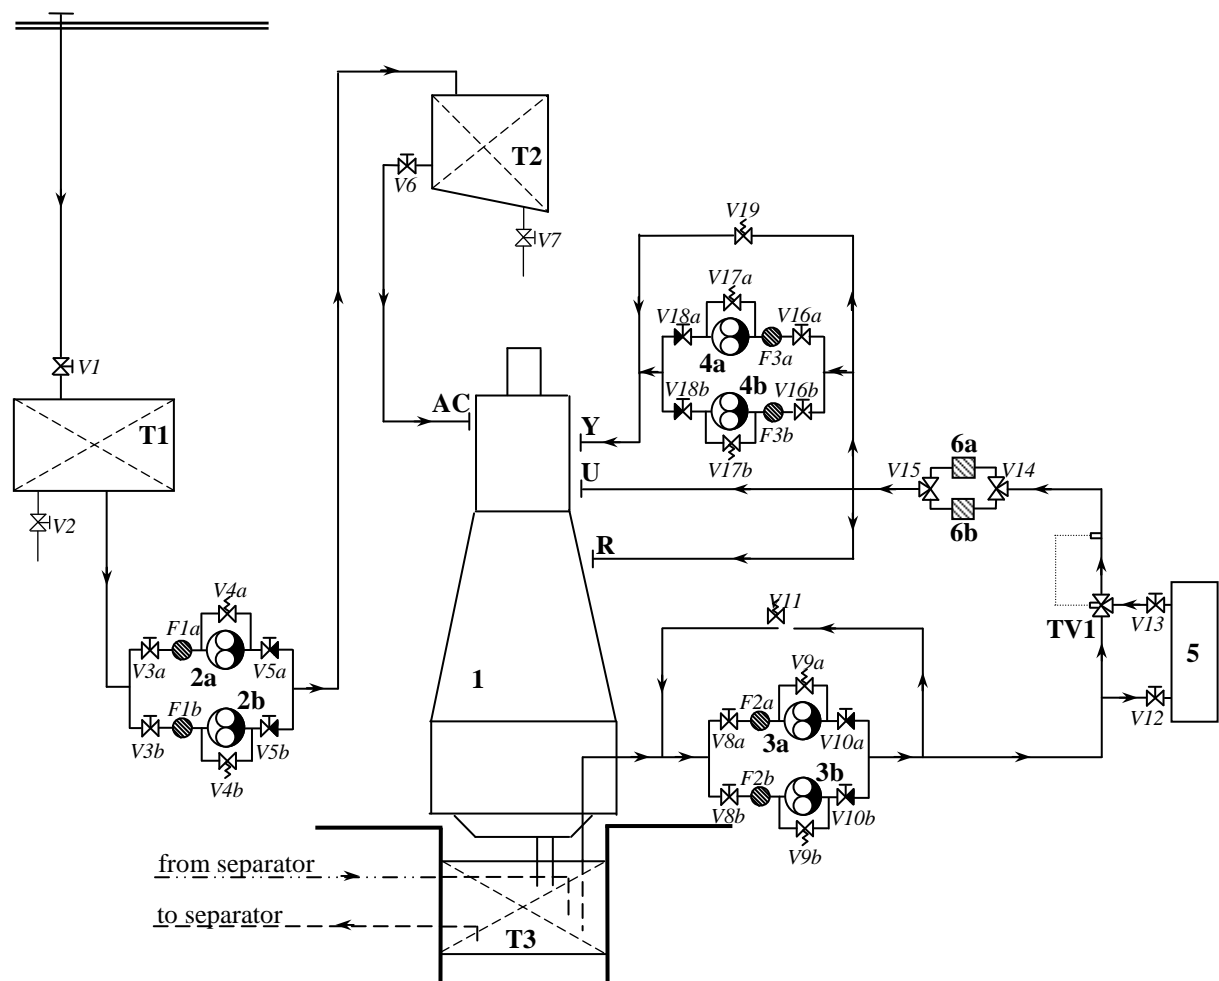 T2
V6
V7
V19
V17a
V18a
V16a
F3a
4a
V1
T1
V2
AC
V18b
4b
V16b
F3b
V17b
Y
U
R
6a
V15
V14
6b
V4a
F1a
V3a
2a
V5a
F1b
2b
V3b
V5b
V4b
1
V11
TV1
V13
5
V12
V9a
F2a
V8a
3a
V10a
F2b
3b
V8b
V10b
V9b
from separator
to separator
T3